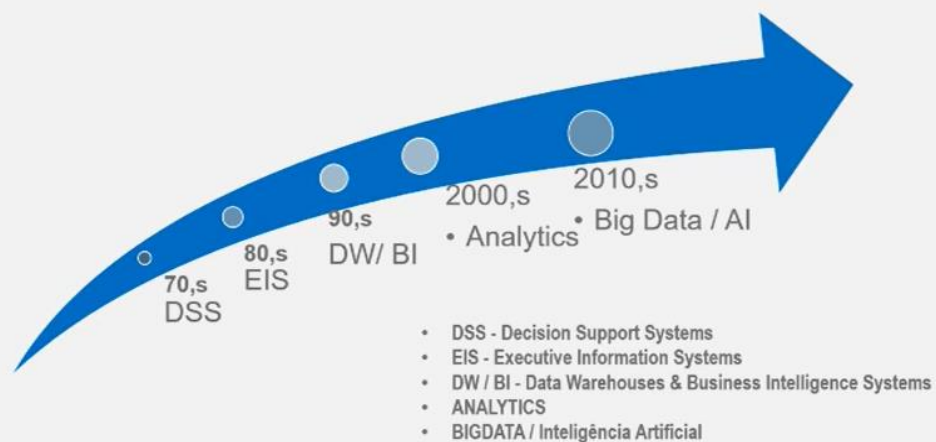 70,s
DSS
80,s
EIS
90,s
DW/ BI
2000,s
• Analytics
2010,s
• Big Data / AI
• DSS - Decision Support Systems
• EIS - Executive Information Systems
• DW / BI - Data Warehouses & Business Intelligence Systems
• ANALYTICS
• BIGDATA / Inteligência Artificial